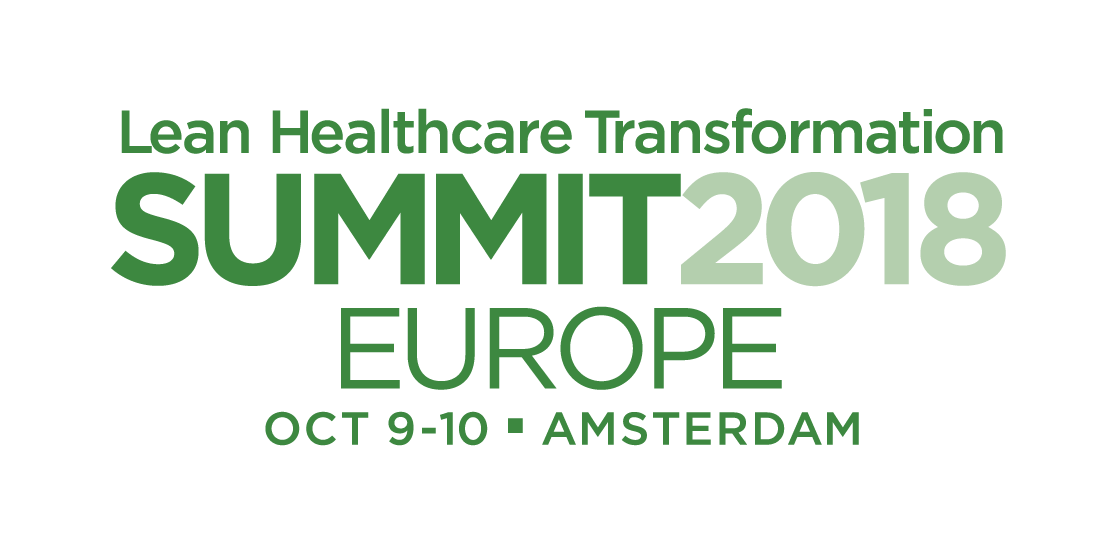 Lean Healthcare Transformation
SUMMIT2018
EUROPE
OCT 9-10 ▪ AMSTERDAM